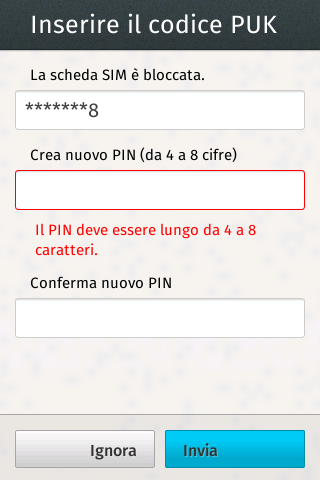 Inserire il codice PUK
La scheda SIM è bloccata.
*******8
Crea nuovo PIN (da 4 a 8 cifre)
Il PIN deve essere lungo da 4 a 8
caratteri.
Conferma nuovo PIN
Ignora
Invia